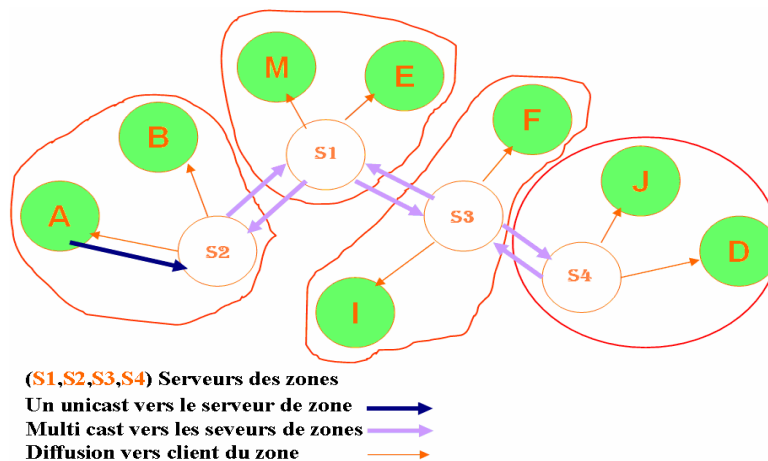 M
E
B
F
S1
J
A
S3
S2
D
S4
I
(S1,S2,S3,S4) Serveurs des zones
Un unicast vers le serveur de zone
Multi cast vers les seveurs de zones
Diffusion vers client du zone